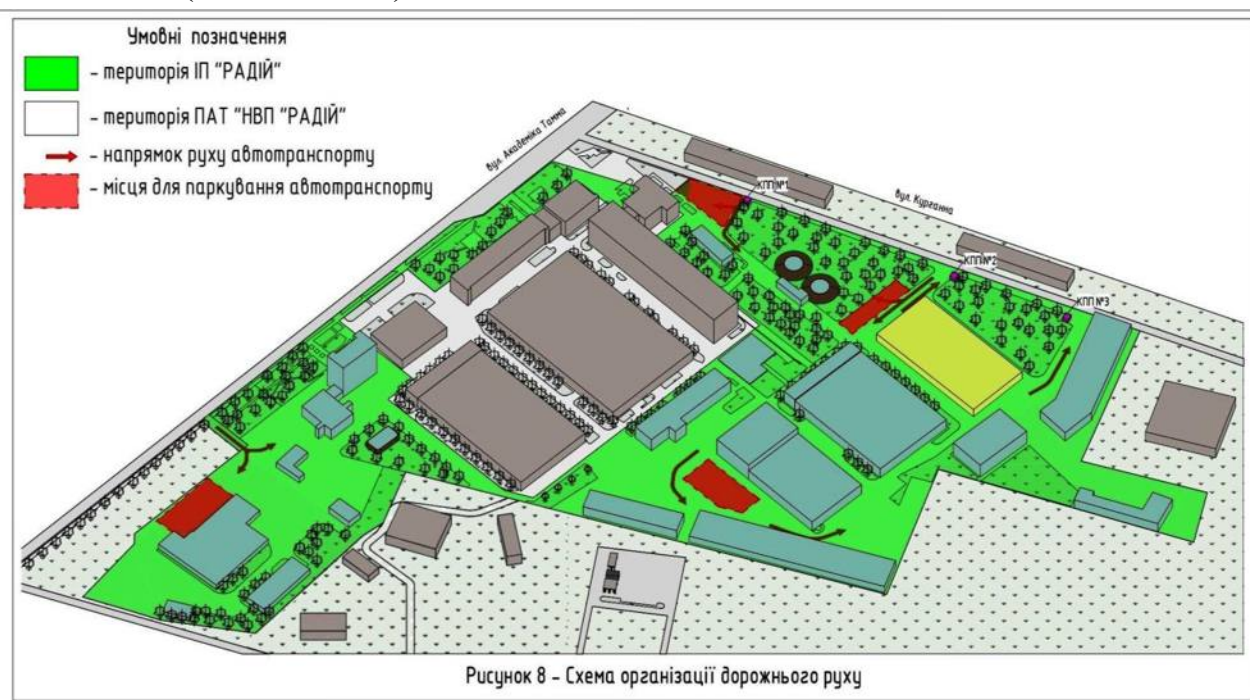 Умовні позначення
- територія ІП "РАДІЙ"
- територія ПАТ "НВП "РАДІЙ"
- напрямок руху автотранспорту
- місця для паркування автотранспорту
вул. Академіка Тамма
КПП №1
вул. Курганна
КПП №2
КПП №3
Рисунок 8 - Схема організації дорожнього руху